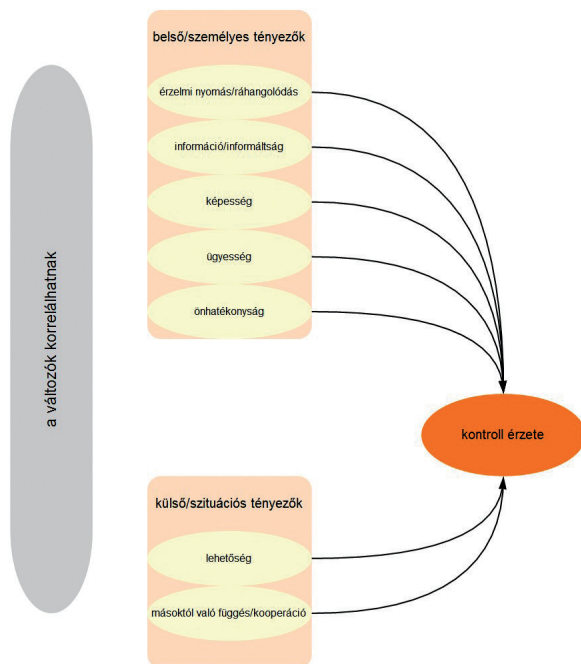 a változók korrelálhatnak
belső/személyes tényezők
érzelmi nyomás/ráhangolódás
információ/informáltság
képesség
ügyesség
önhatékonyság
kontroll érzete
külső/szituációs tényezők
lehetőség
másoktól való függés/kooperáció